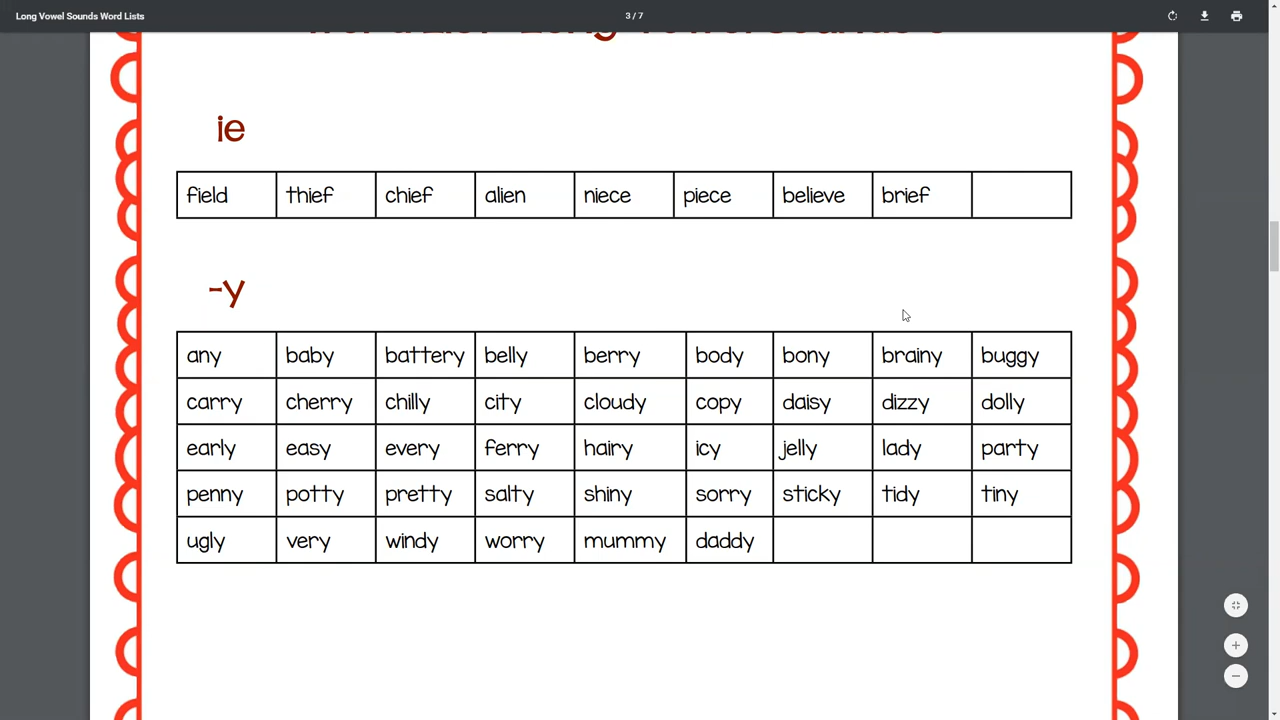 Long Vowel Sounds Word Lists 3 / 7
ie
field thief chief alien niece piece believe brief
-y
any baby battery belly berry body bony brainy buggy
carry cherry chilly city cloudy copy daisy dizzy dolly
early easy every ferry hairy icy jelly lady party
penny potty pretty salty shiny sorry sticky tidy tiny
ugly very windy worry mummy daddy